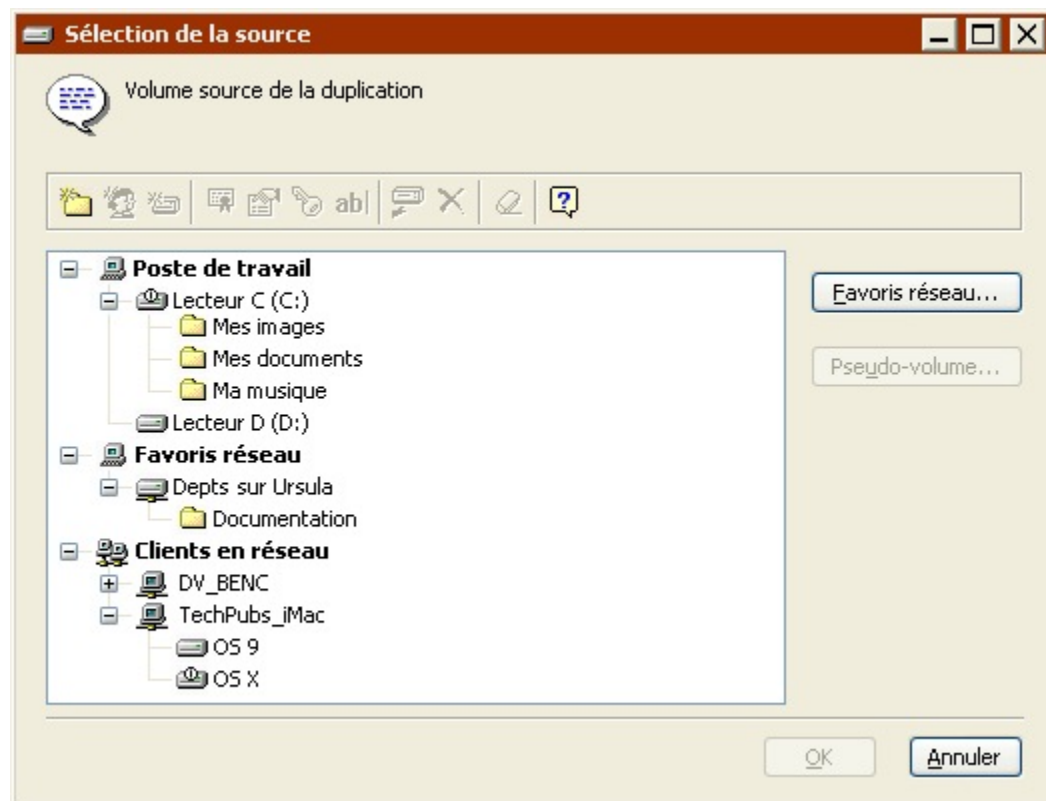 Sélection de la source
Volume source de la duplication
ab|
Poste de travail
Lecteur C (C:)
Mes images
Mes documents
Ma musique
Lecteur D (D:)
Favoris réseau
Depts sur Ursula
Documentation
Clients en réseau
DV_BENC
TechPubs_iMac
OS 9
OS X
Favoris réseau...
Pseudo-volume...
OK
Annuler